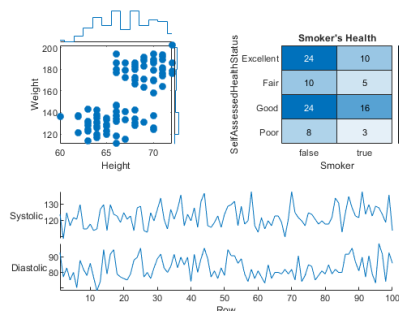 200
180
160
140
120
Weight
60
65
70
Height
Smoker's Health
SelfAssessedHealthStatus
Excellent
24
10
Fair
10
5
Good
24
16
Poor
8
3
false
true
Smoker
Systolic
130
120
Diastolic
90
80
10
20
30
40
50
60
70
80
90
100
Row